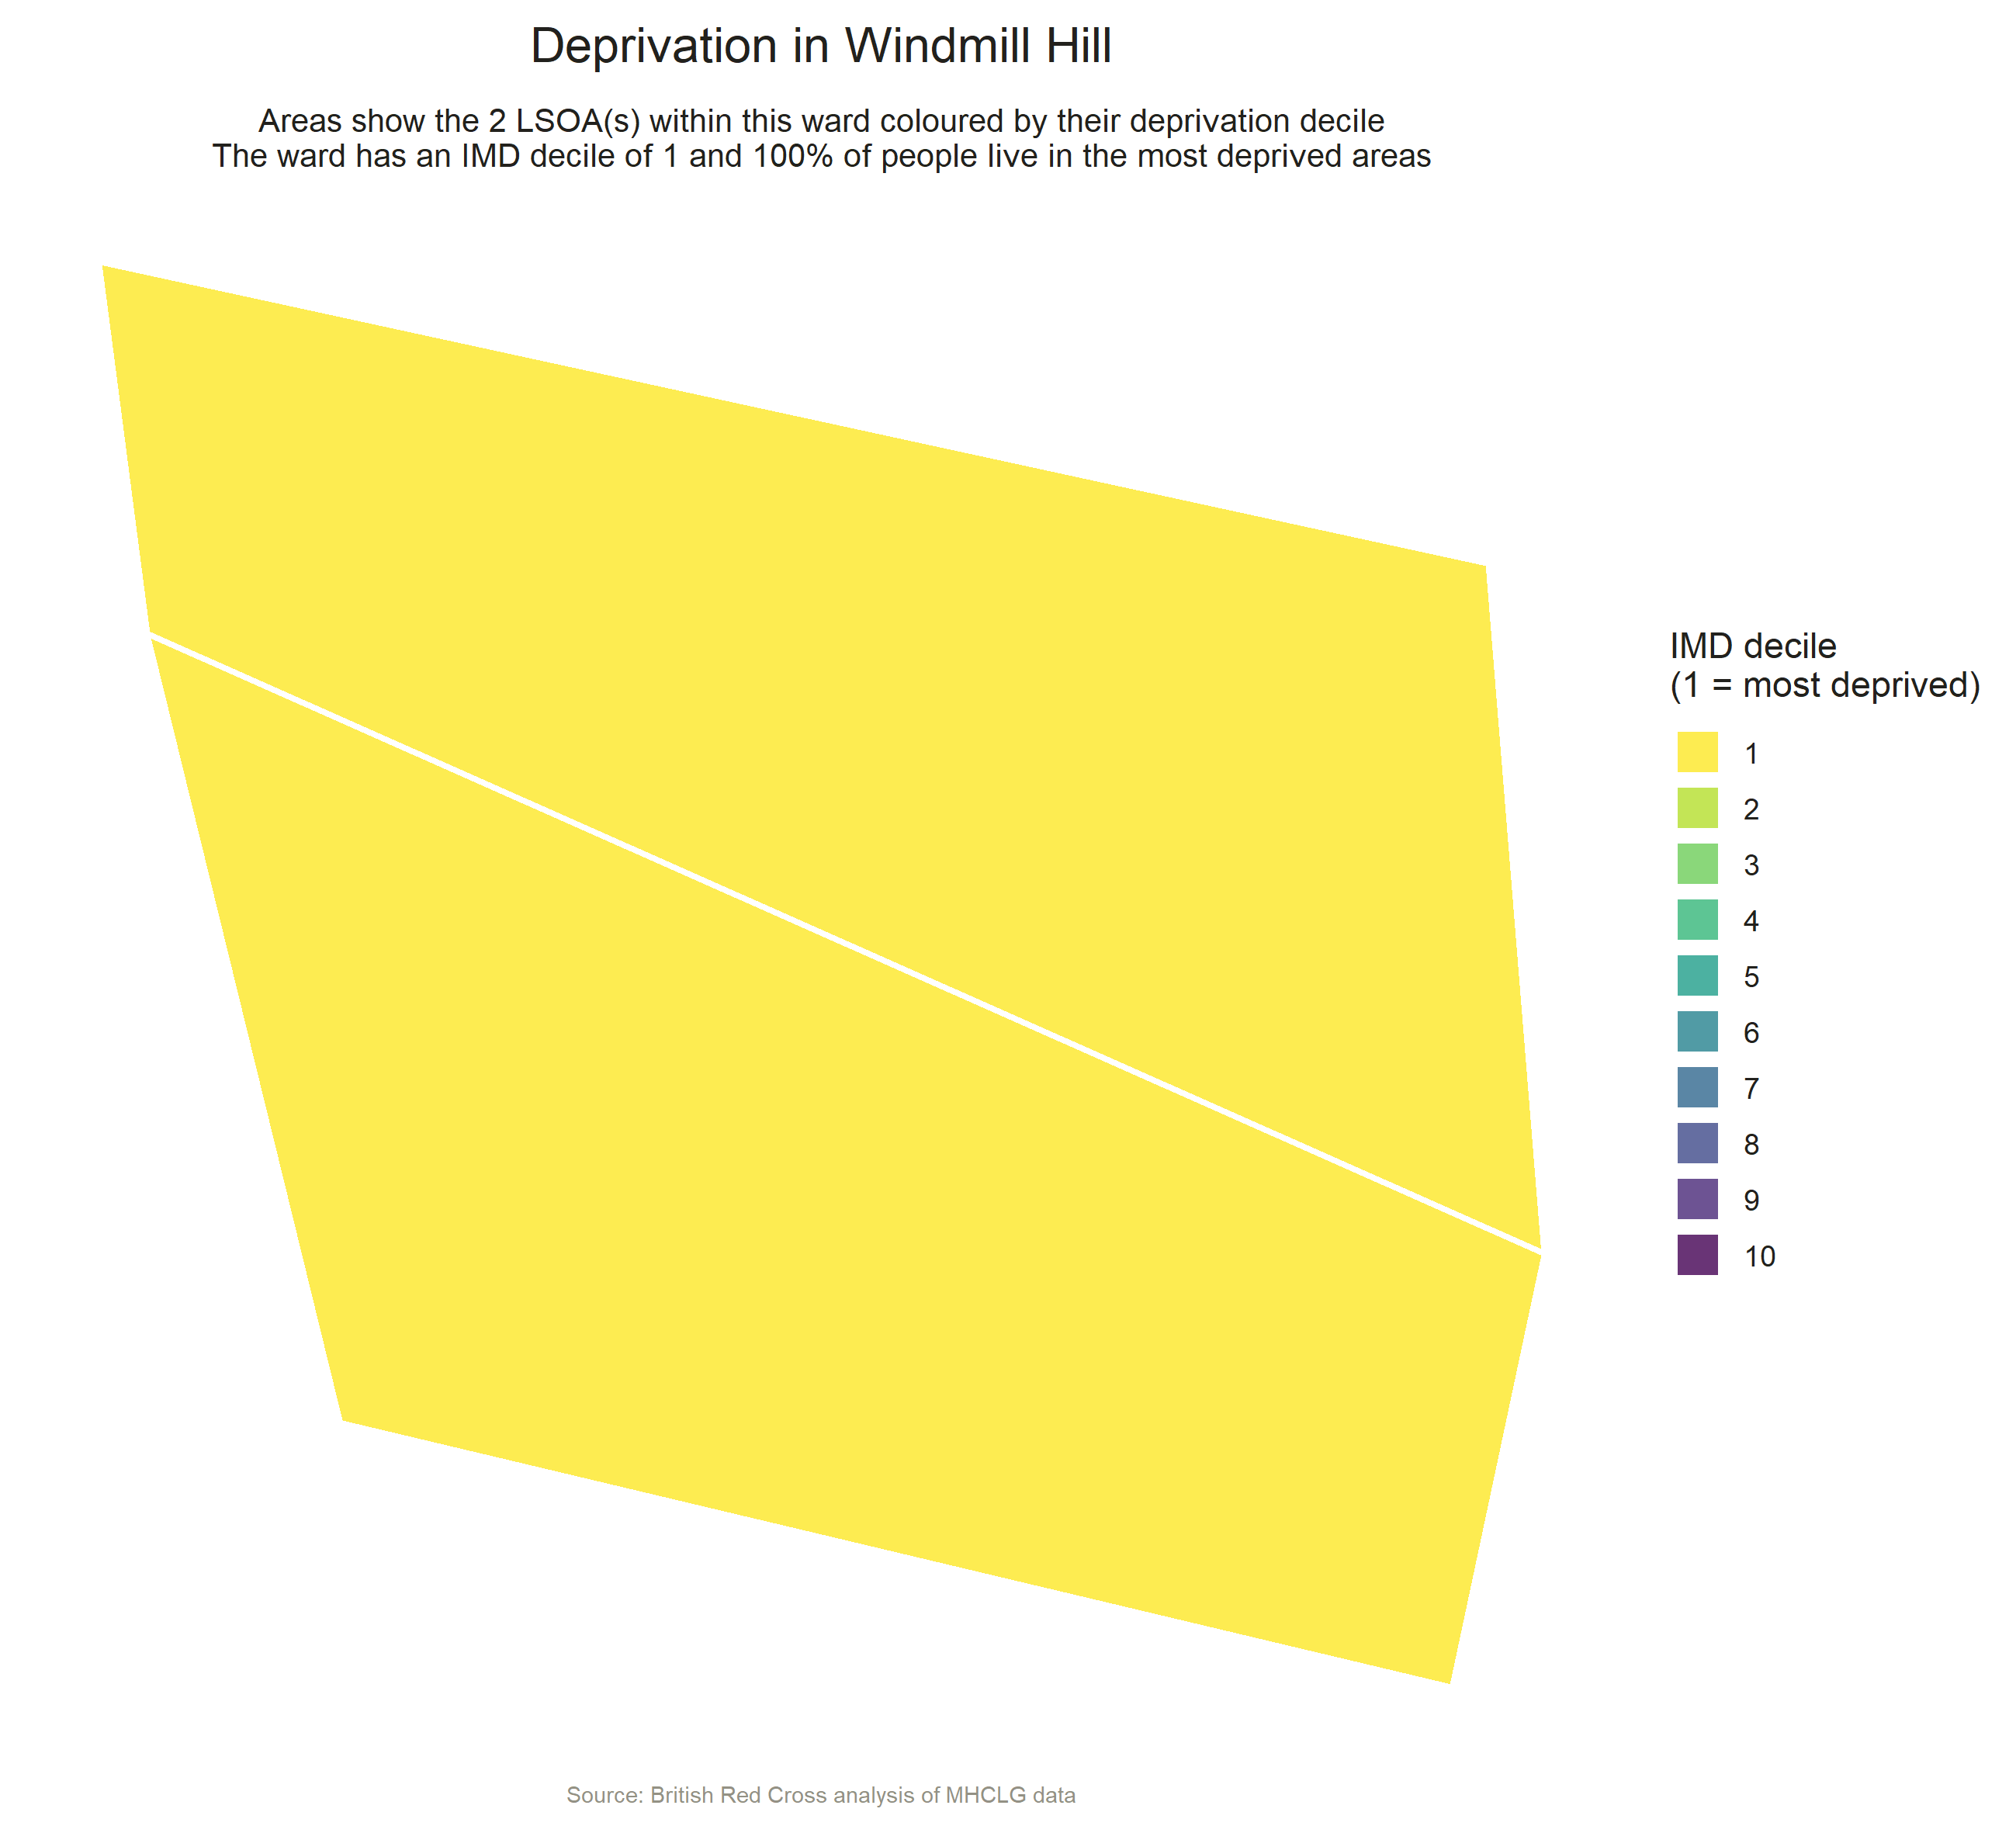 Deprivation in Windmill Hill
Areas show the 2 LSOA(s) within this ward coloured by their deprivation decile
The ward has an IMD decile of 1 and 100% of people live in the most deprived areas
IMD decile
(1 = most deprived)
1
2
3
4
5
6
7
8
9
10
Source: British Red Cross analysis of MHCLG data